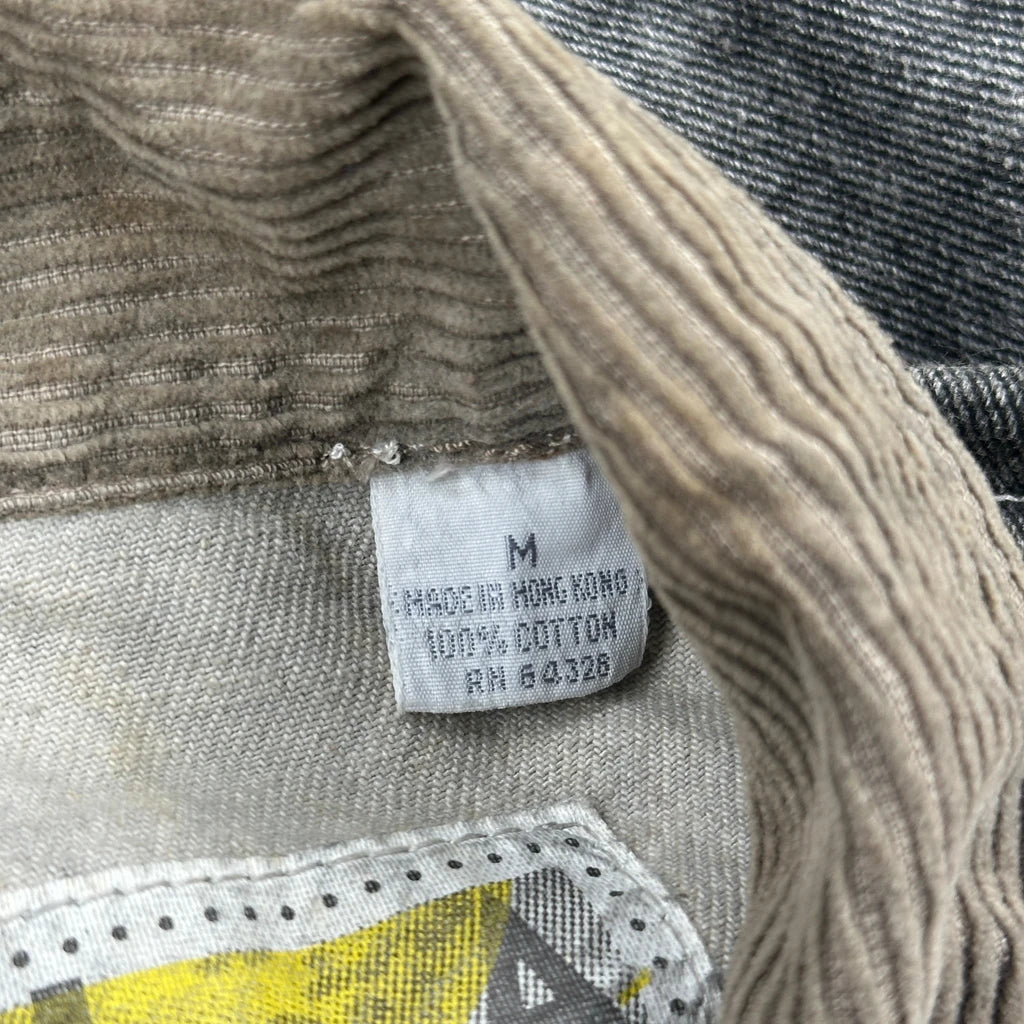 M
MADE IN HONG KONG
100% COTTON
RN 64326